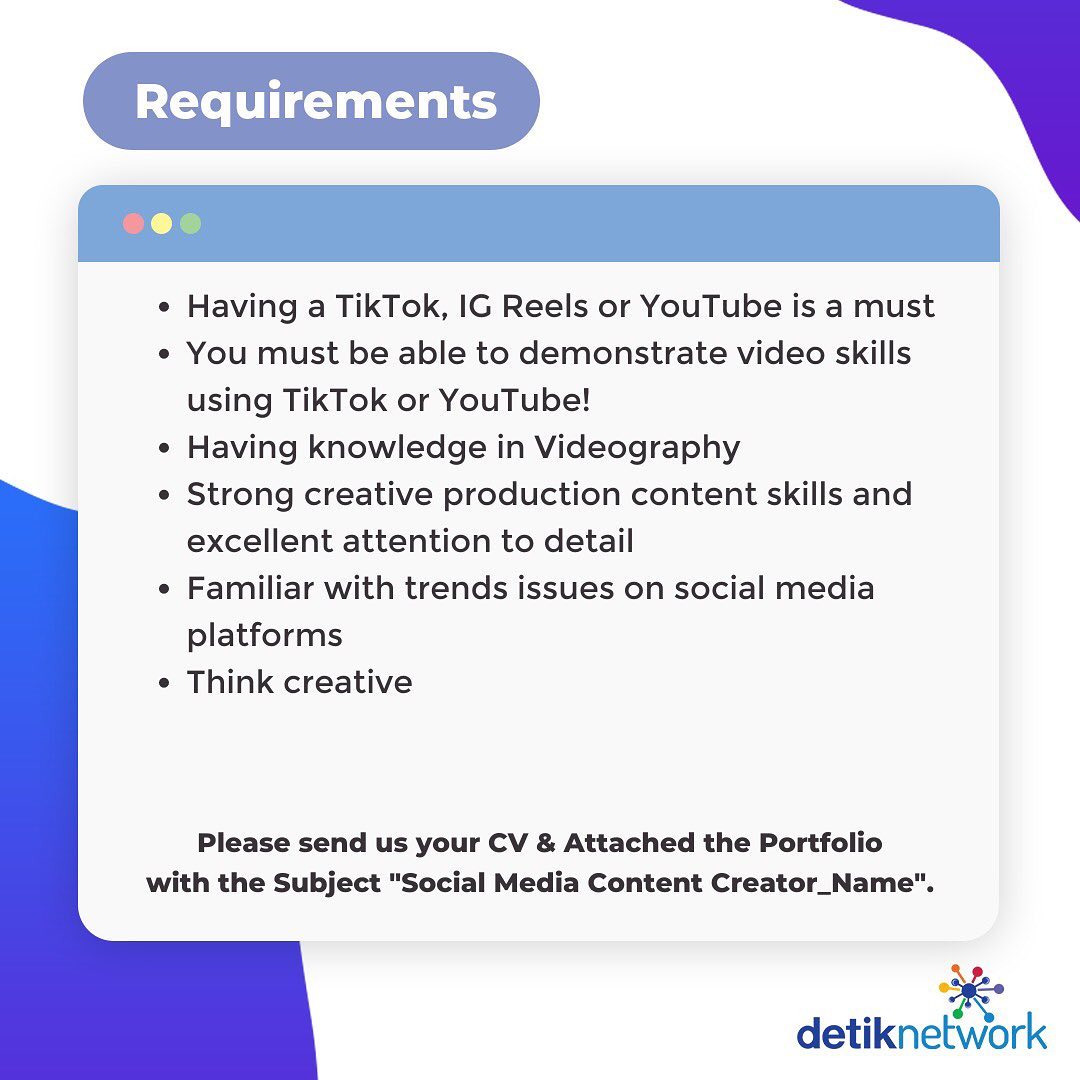 Requirements
• Having a TikTok, IG Reels or YouTube is a must
• You must be able to demonstrate video skills
using TikTok or YouTube!
• Having knowledge in Videography
• Strong creative production content skills and
excellent attention to detail
• Familiar with trends issues on social media
platforms
• Think creative
Please send us your CV & Attached the Portfolio
with the Subject "Social Media Content Creator_Name".
detiknetwork